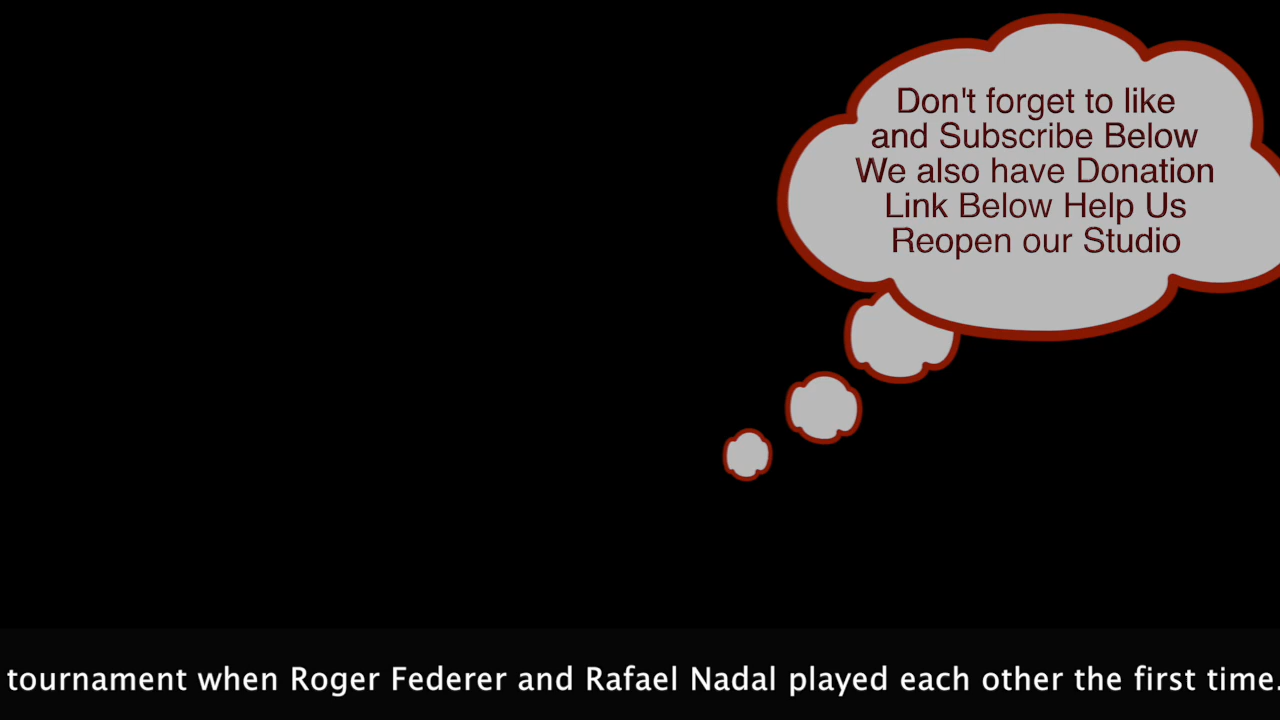 Don't forget to like
and Subscribe Below
We also have Donation
Link Below Help Us
Reopen our Studio
tournament when Roger Federer and Rafael Nadal played each other the first time.